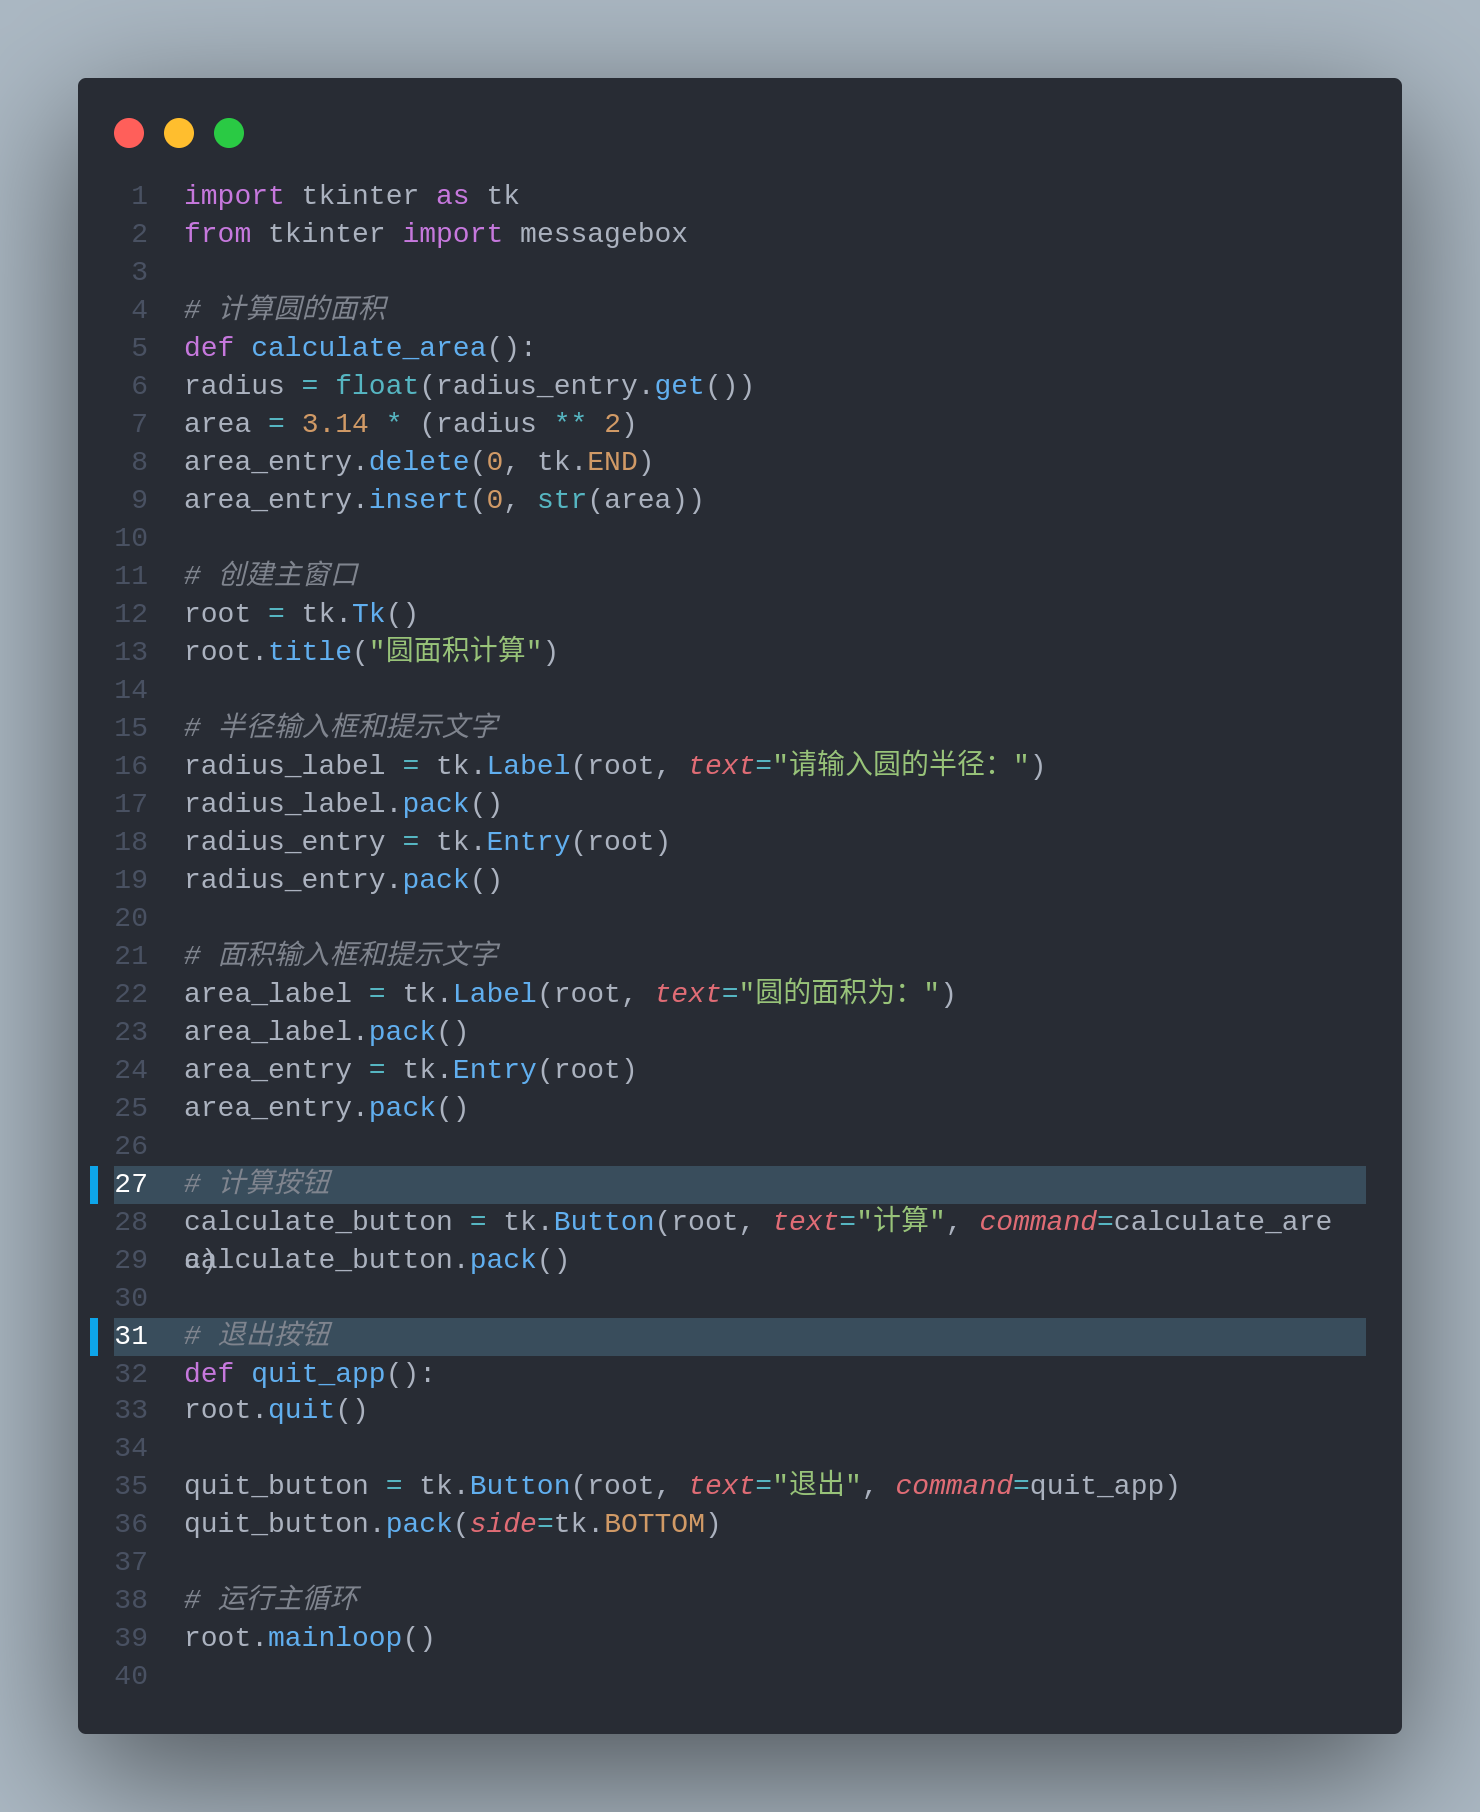 1 import tkinter as tk
2 from tkinter import messagebox
3
4 # 计算圆的面积
5 def calculate_area():
6 radius = float(radius_entry.get())
7 area = 3.14 * (radius ** 2)
8 area_entry.delete(0, tk.END)
9 area_entry.insert(0, str(area))
10
11 # 创建主窗口
12 root = tk.Tk()
13 root.title("圆面积计算")
14
15 # 半径输入框和提示文字
16 radius_label = tk.Label(root, text="请输入圆的半径：")
17 radius_label.pack()
18 radius_entry = tk.Entry(root)
19 radius_entry.pack()
20
21 # 面积输入框和提示文字
22 area_label = tk.Label(root, text="圆的面积为：")
23 area_label.pack()
24 area_entry = tk.Entry(root)
25 area_entry.pack()
26
27 # 计算按钮
28 calculate_button = tk.Button(root, text="计算", command=calculate_are
a)
29 calculate_button.pack()
30
31 # 退出按钮
32 def quit_app():
33 root.quit()
34
35 quit_button = tk.Button(root, text="退出", command=quit_app)
36 quit_button.pack(side=tk.BOTTOM)
37
38 # 运行主循环
39 root.mainloop()
40